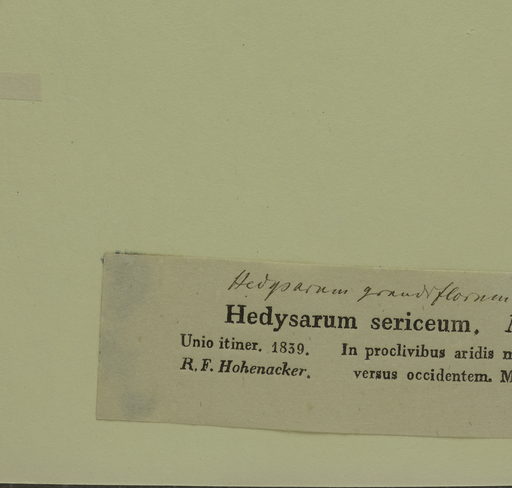 Hedysarum grandiflorum
Hedysarum sericeum.
Unio itiner. 1839. In proclivibus aridis
R. F. Hohenacker. versus occidentem. M